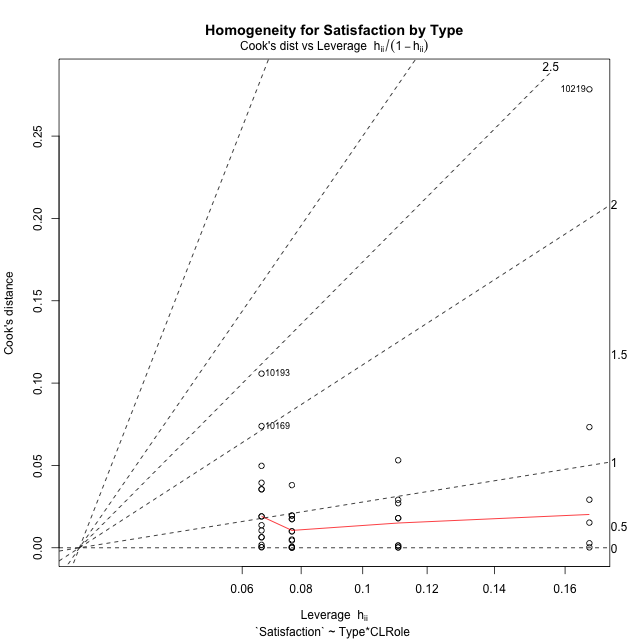 Homogeneity for Satisfaction by Type
Cook's dist vs Leverage hᵢᵢ/(1 − hᵢᵢ)
2.5
10219
0.25
0.20
2
0.15
Cook's distance
1.5
10193
0.10
10169
0.05
1
0.5
0.00
0
0.06 0.08 0.1 0.12 0.14 0.16
Leverage hᵢᵢ
`Satisfaction` ~ Type*CLRole